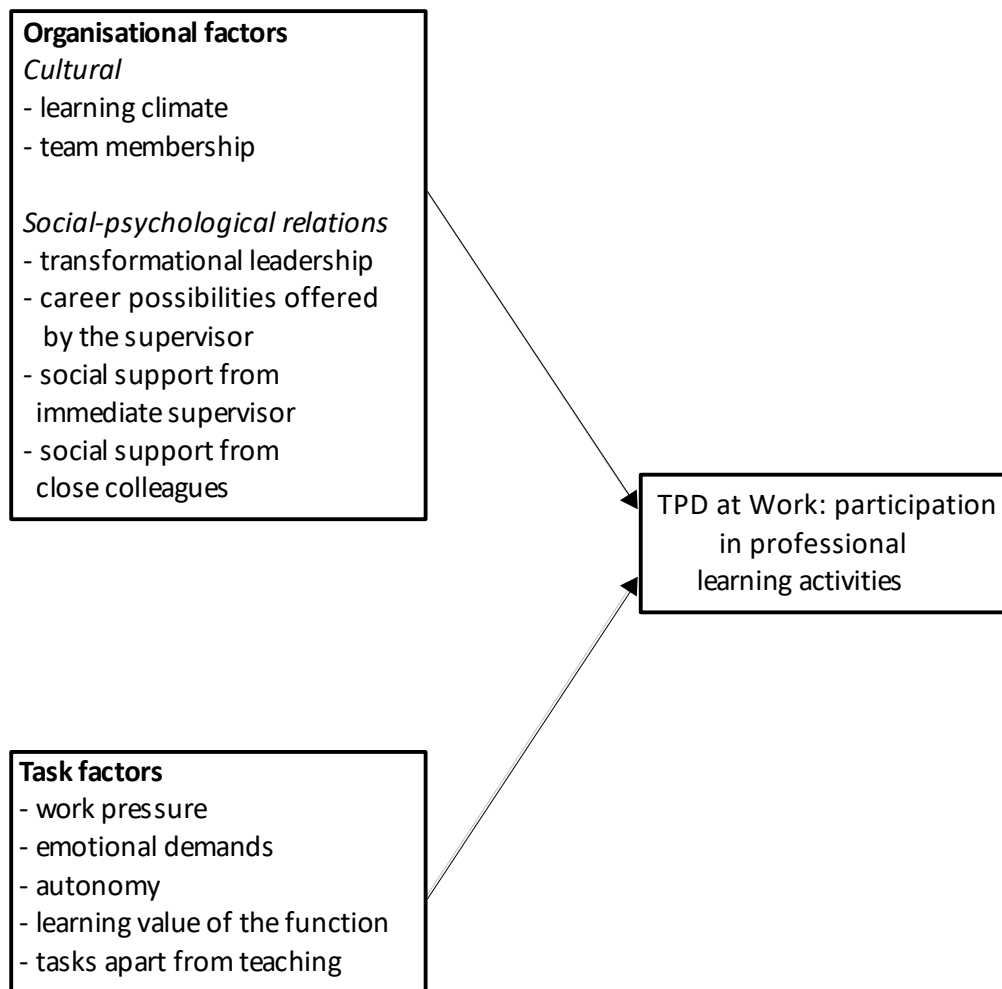 Organisational factors
Cultural
- learning climate
- team membership
Social-psychological relations
- transformational leadership
- career possibilities offered
by the supervisor
- social support from
immediate supervisor
- social support from
close colleagues
TPD at Work: participation
in professional
learning activities
Task factors
- work pressure
- emotional demands
- autonomy
- learning value of the function
- tasks apart from teaching